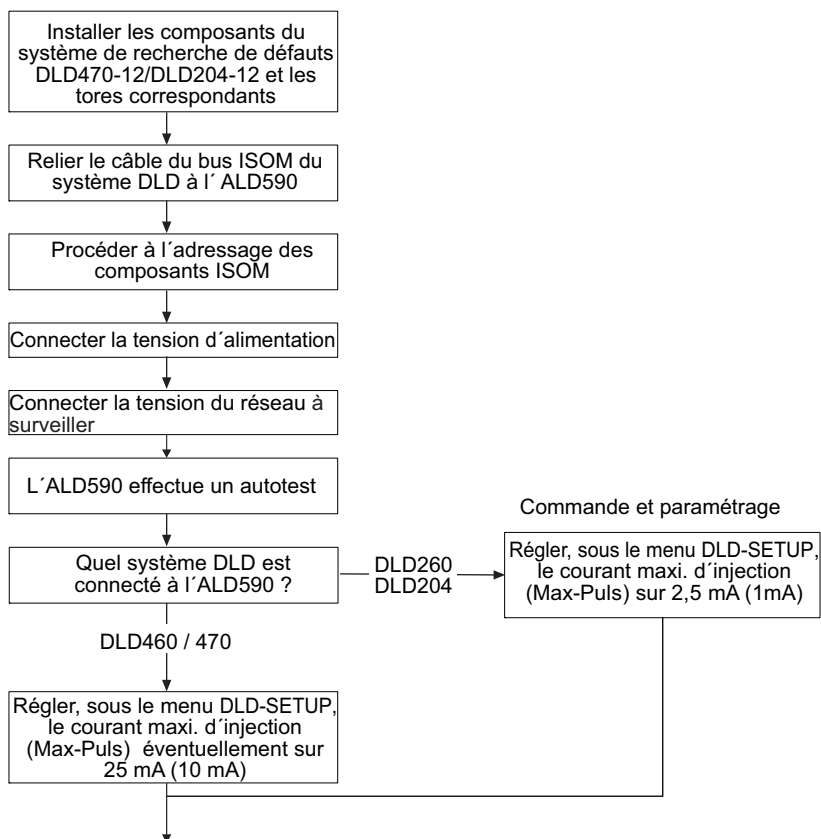 Installer les composants du
système de recherche de défauts
DLD470-12/DLD204-12 et les
tores correspondants
Relier le câble du bus ISOM du
système DLD à l´ ALD590
Procéder à l´adressage des
composants ISOM
Connecter la tension d´alimentation
Connecter la tension du réseau à
surveiller
L´ALD590 effectue un autotest
Quel système DLD est
connecté à l´ALD590 ?
DLD260
DLD204
Commande et paramétrage
Régler, sous le menu DLD-SETUP,
le courant maxi. d´injection
(Max-Puls) sur 2,5 mA (1mA)
DLD460 / 470
Régler, sous le menu DLD-SETUP,
le courant maxi. d´injection
(Max-Puls) éventuellement sur
25 mA (10 mA)